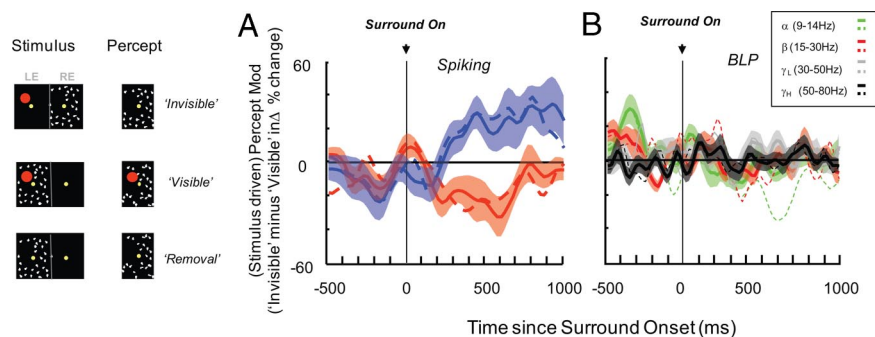 Stimulus
Percept
LE
RE
'Invisible'
'Visible'
'Removal'
A
Surround On
Spiking
(Stimulus driven) Percept Mod
('Invisible' minus 'Visible' in Δ % change)
60
0
-60
-500
0
500
1000
B
Surround On
BLP
α (9-14Hz)
β (15-30Hz)
γL (30-50Hz)
γH (50-80Hz)
-500
0
500
1000
Time since Surround Onset (ms)